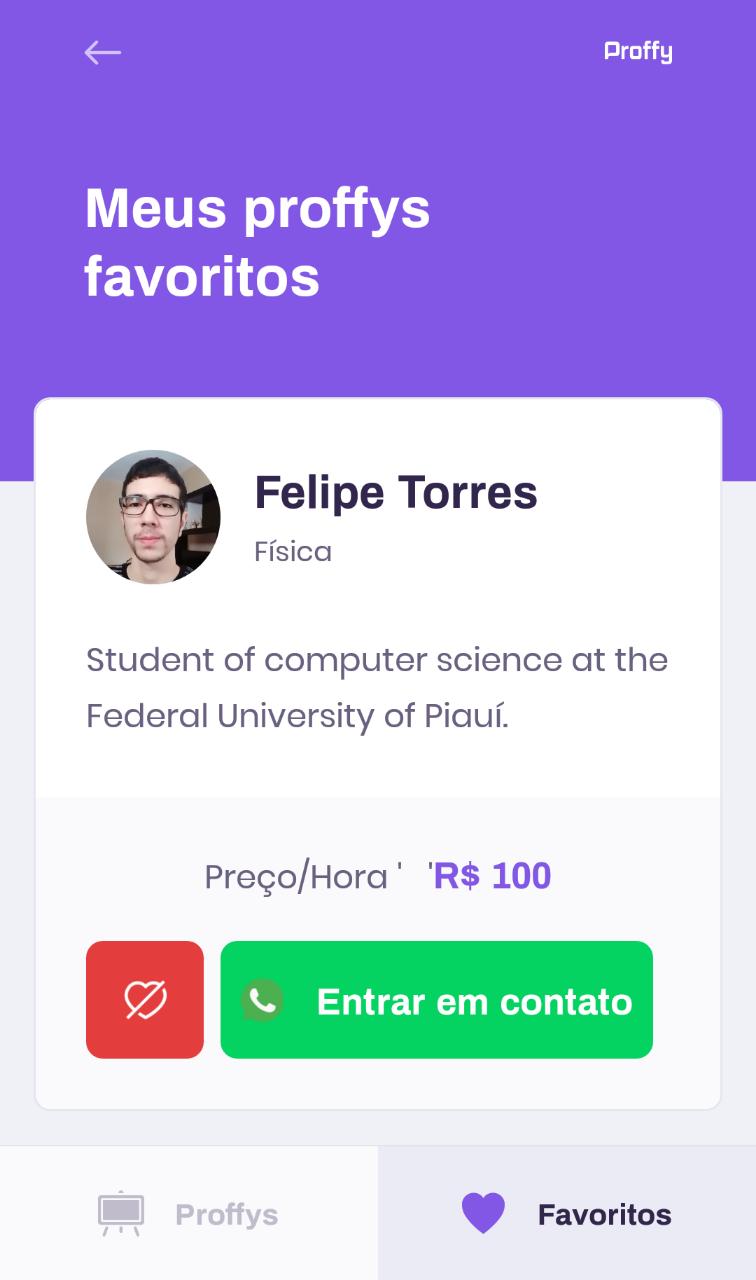 Proffy
Meus proffys
favoritos
Felipe Torres
Física
Student of computer science at the
Federal University of Piauí.
Preço/Hora ' 'R$ 100
Entrar em contato
Proffys
Favoritos